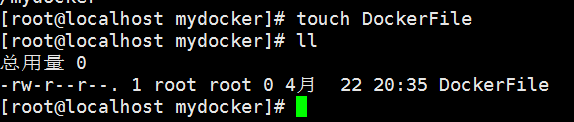 /mydocker
[root@localhost mydocker]# touch DockerFile
[root@localhost mydocker]# ll
总用量 0
-rw-r--r--. 1 root root 0 4月  22 20:35 DockerFile
[root@localhost mydocker]#